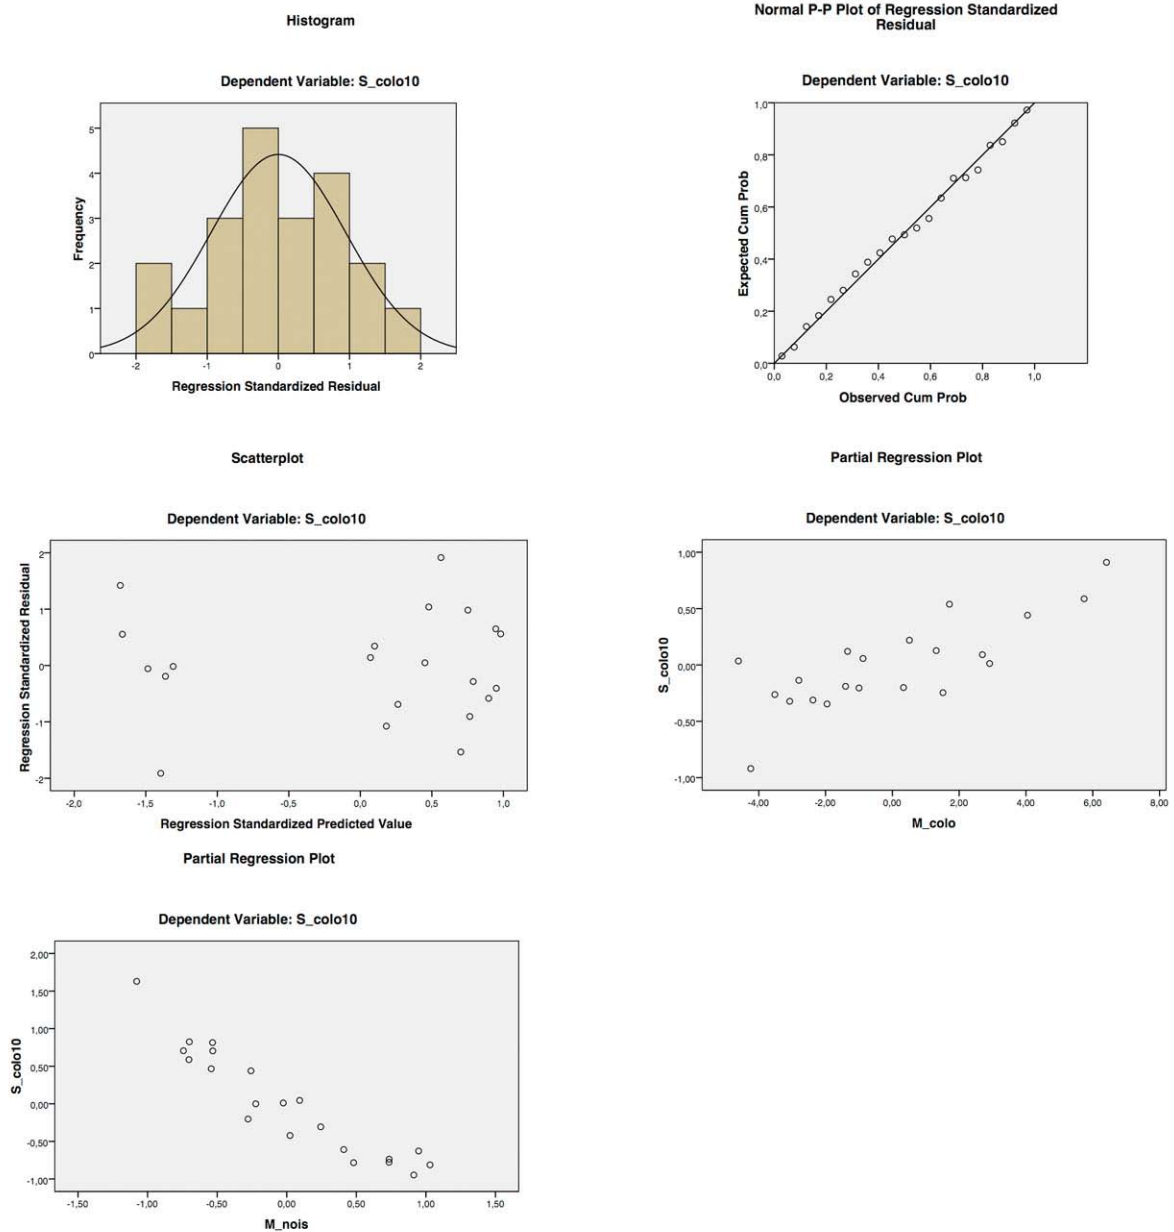 Histogram
Dependent Variable: S_colo10
Frequency
5
4
3
2
1
0
-2
-1
0
1
2
Regression Standardized Residual
Normal P-P Plot of Regression Standardized
Residual
Dependent Variable: S_colo10
Expected Cum Prob
1,0
0,8
0,6
0,4
0,2
0,0
0,0
0,2
0,4
0,6
0,8
1,0
Observed Cum Prob
Scatterplot
Dependent Variable: S_colo10
Regression Standardized Residual
2
1
0
-1
-2
-2,0
-1,5
-1,0
-0,5
0,0
0,5
1,0
Regression Standardized Predicted Value
Partial Regression Plot
Dependent Variable: S_colo10
S_colo10
1,00
0,50
0,00
-0,50
-1,00
-4,00
-2,00
0,00
2,00
4,00
6,00
8,00
M_colo
Partial Regression Plot
Dependent Variable: S_colo10
S_colo10
2,00
1,50
1,00
0,50
0,00
-0,50
-1,00
-1,50
-1,00
-0,50
0,00
0,50
1,00
1,50
M_nois